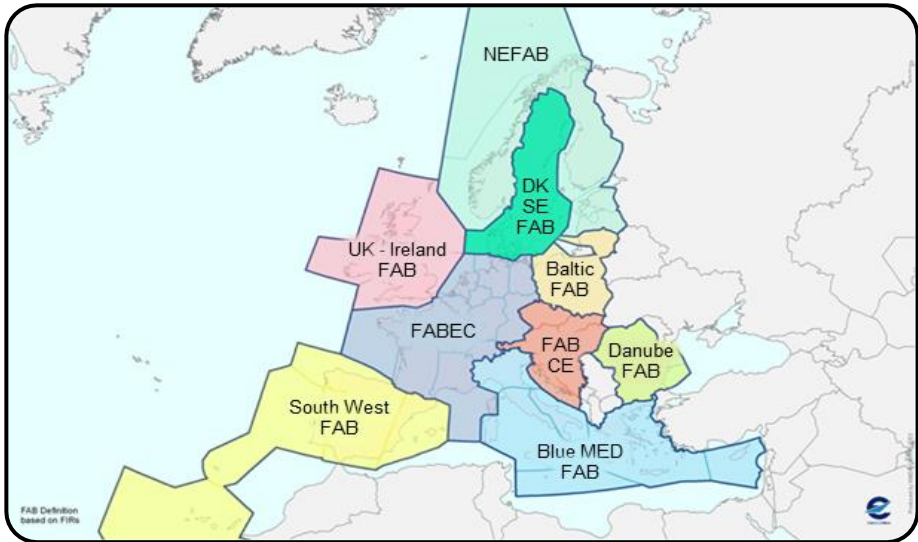 NEFAB
DK
SE
FAB
UK - Ireland
FAB
Baltic
FAB
FABEC
FAB
CE
Danube
FAB
South West
FAB
Blue MED
FAB
FAB Definition
based on FIRs